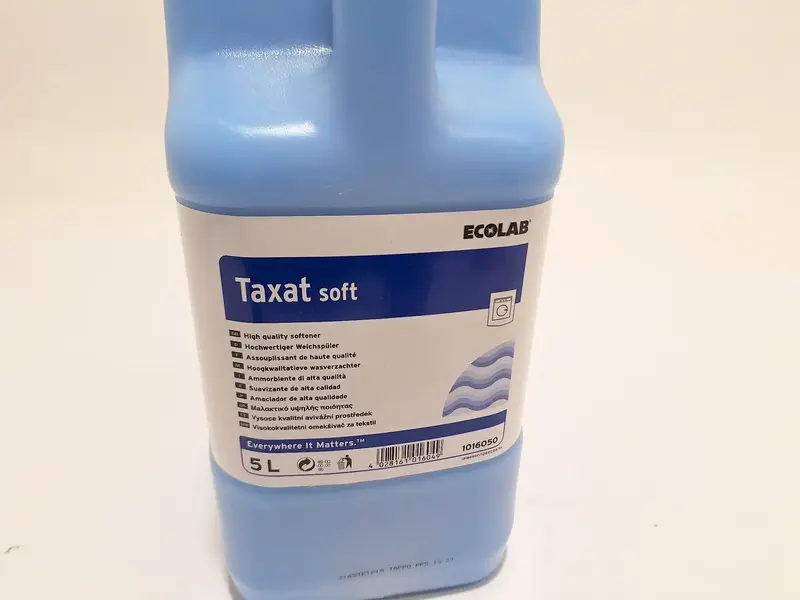 ECOLAB®
Taxat soft
High quality softener
Hochwertiger Weichspüler
Assouplissant de haute qualité
Hoogkwalitatieve wasverzachter
Ammorbiente di alta qualità
Suavizante de alta calidad
Amaciador de alta qualidade
Μαλακτικό υψηλής ποιότητας
Vysoce kvalitní avivážní prostředek
Visokokvalitetni omekšivač za tekstil
Everywhere It Matters.™
5 L
4 028161 016049
1016050